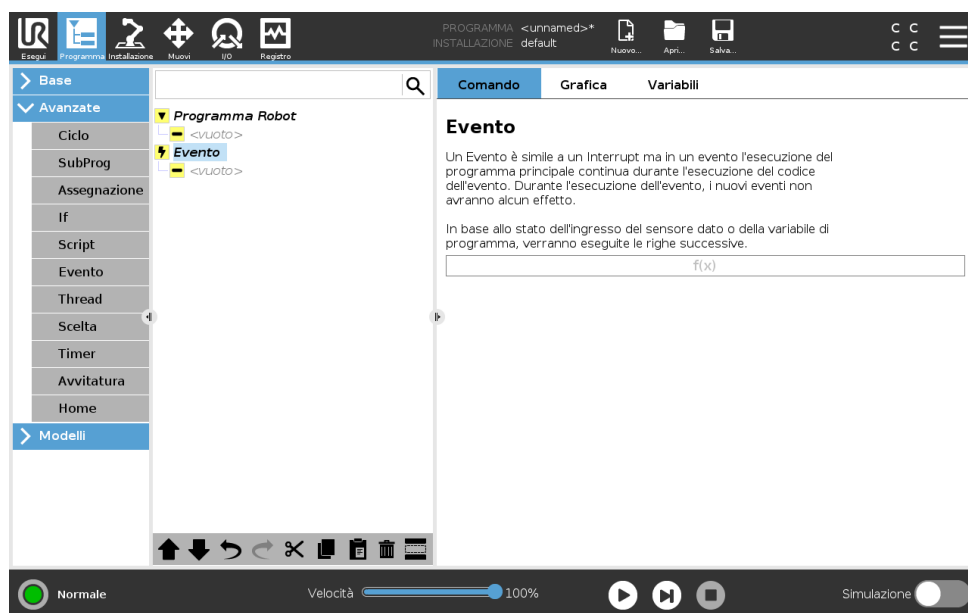 UR
Esegui
Programma
Installazione
Muovi
I/O
Registro
PROGRAMMA <unnamed>*
INSTALLAZIONE default
Nuovo...
Apri...
Salva...
C C
C C
Base
Avanzate
Ciclo
SubProg
Assegnazione
If
Script
Evento
Thread
Scelta
Timer
Avvitatura
Home
Modelli
Programma Robot
<vuoto>
Evento
<vuoto>
Comando
Grafica
Variabili
Evento
Un Evento è simile a un Interrupt ma in un evento l'esecuzione del
programma principale continua durante l'esecuzione del codice
dell'evento. Durante l'esecuzione dell'evento, i nuovi eventi non
avranno alcun effetto.
In base allo stato dell'ingresso del sensore dato o della variabile di
programma, verranno eseguite le righe successive.
f(x)
Normale
Velocità
100%
Simulazione